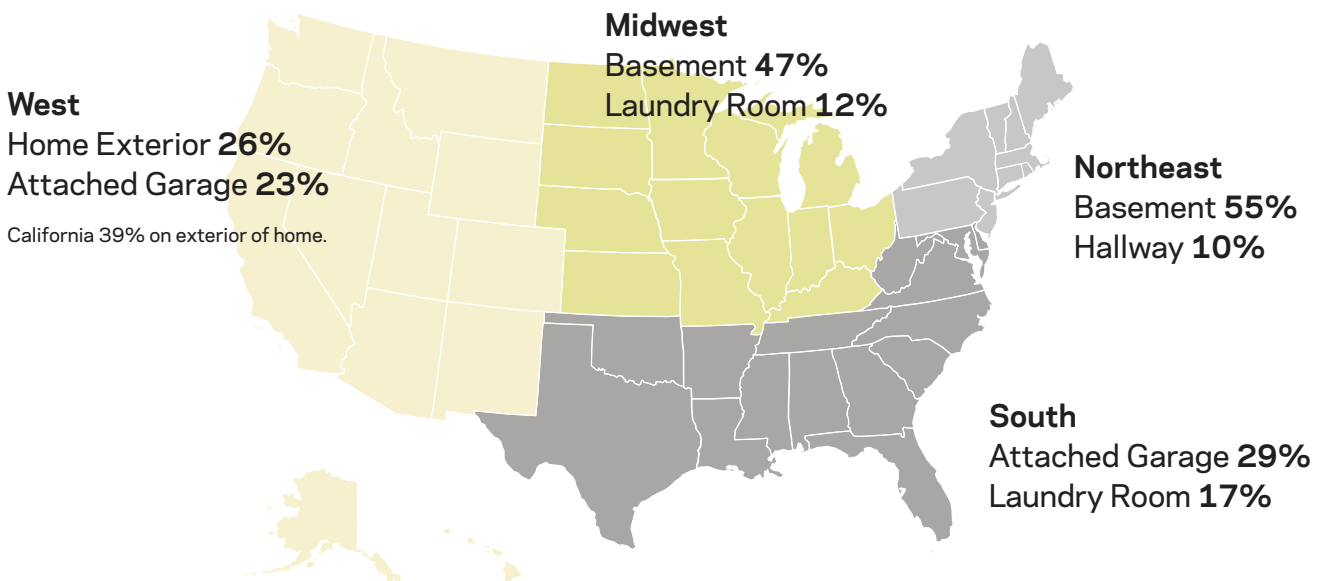 Midwest
Basement 47%
Laundry Room 12%
West
Home Exterior 26%
Attached Garage 23%
California 39% on exterior of home.
Northeast
Basement 55%
Hallway 10%
South
Attached Garage 29%
Laundry Room 17%